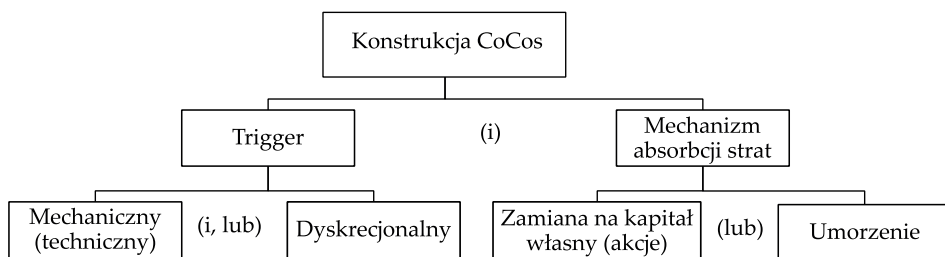 Konstrukcja CoCos
Trigger
(i)
Mechanizm
absorbcji strat
Mechaniczny
(techniczny)
(i, lub)
Dyskrecjonalny
Zamiana na kapitał
własny (akcje)
(lub)
Umorzenie